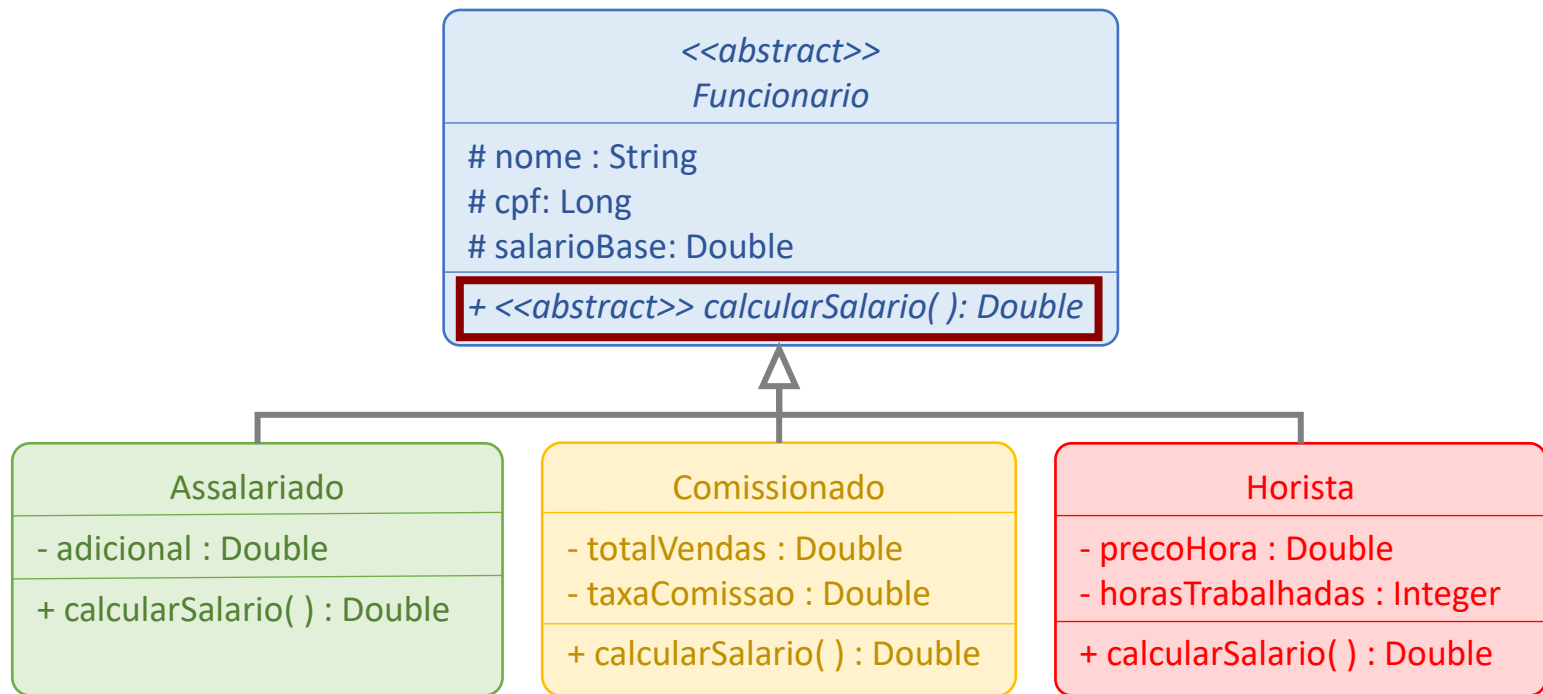 <<abstract>>
Funcionario
# nome : String
# cpf: Long
# salarioBase: Double
+ <<abstract>> calcularSalario( ): Double
Assalariado
- adicional : Double
+ calcularSalario( ) : Double
Comissionado
- totalVendas : Double
- taxaComissao : Double
+ calcularSalario( ) : Double
Horista
- precoHora : Double
- horasTrabalhadas : Integer
+ calcularSalario( ) : Double